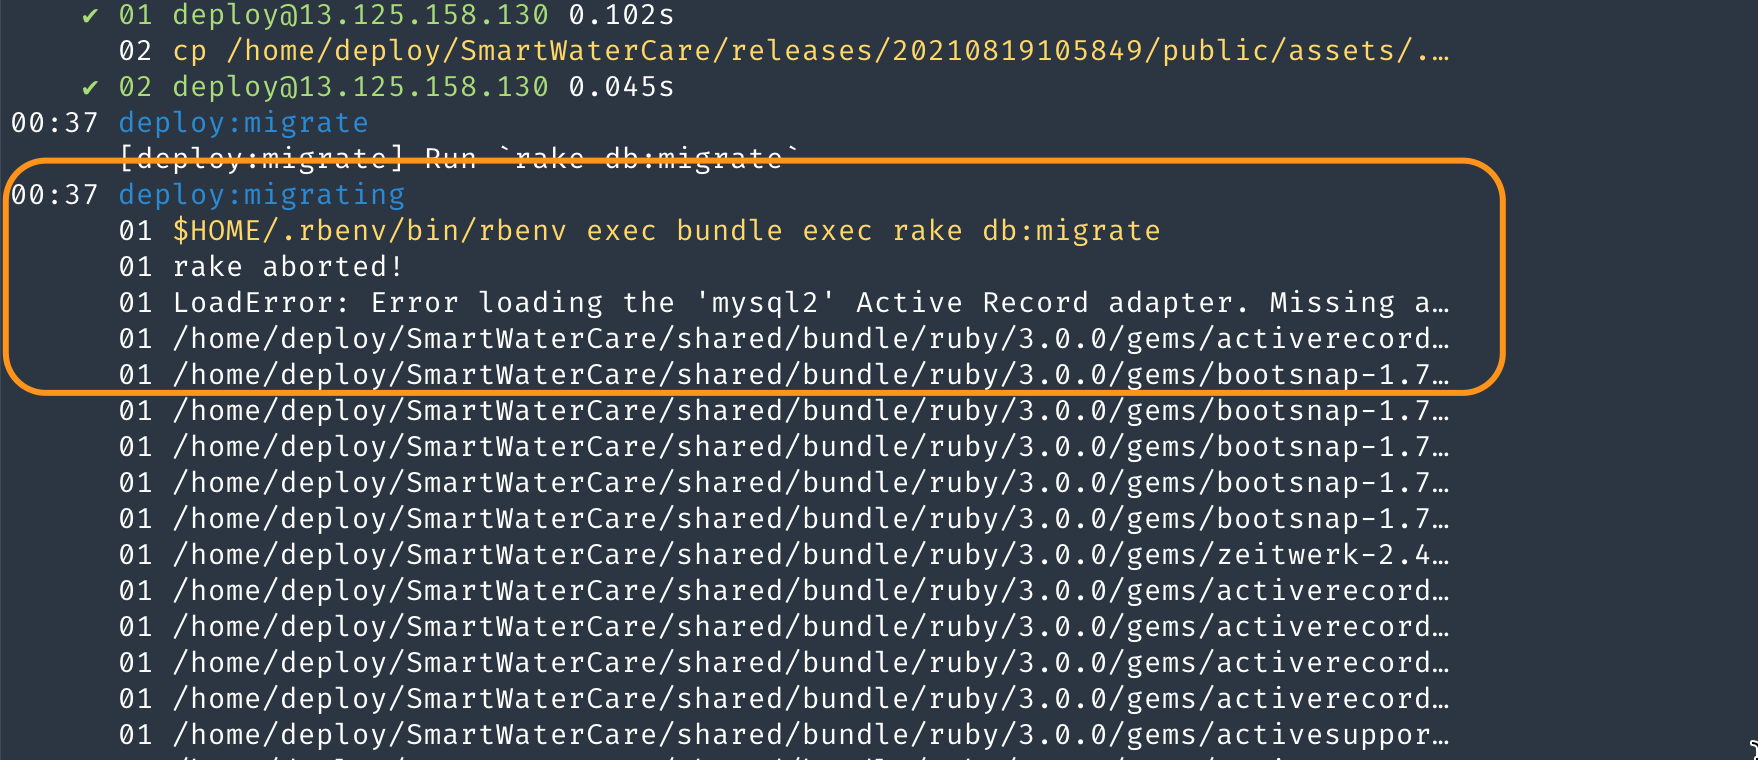 ✔ 01 deploy@13.125.158.130 0.102s
02 cp /home/deploy/SmartWaterCare/releases/20210819105849/public/assets/.…
✔ 02 deploy@13.125.158.130 0.045s
00:37 deploy:migrate
[deploy:migrate] Run `rake db:migrate`
00:37 deploy:migrating
01 $HOME/.rbenv/bin/rbenv exec bundle exec rake db:migrate
01 rake aborted!
01 LoadError: Error loading the 'mysql2' Active Record adapter. Missing a…
01 /home/deploy/SmartWaterCare/shared/bundle/ruby/3.0.0/gems/activerecord…
01 /home/deploy/SmartWaterCare/shared/bundle/ruby/3.0.0/gems/bootsnap-1.7…
01 /home/deploy/SmartWaterCare/shared/bundle/ruby/3.0.0/gems/bootsnap-1.7…
01 /home/deploy/SmartWaterCare/shared/bundle/ruby/3.0.0/gems/bootsnap-1.7…
01 /home/deploy/SmartWaterCare/shared/bundle/ruby/3.0.0/gems/bootsnap-1.7…
01 /home/deploy/SmartWaterCare/shared/bundle/ruby/3.0.0/gems/bootsnap-1.7…
01 /home/deploy/SmartWaterCare/shared/bundle/ruby/3.0.0/gems/zeitwerk-2.4…
01 /home/deploy/SmartWaterCare/shared/bundle/ruby/3.0.0/gems/activerecord…
01 /home/deploy/SmartWaterCare/shared/bundle/ruby/3.0.0/gems/activerecord…
01 /home/deploy/SmartWaterCare/shared/bundle/ruby/3.0.0/gems/activerecord…
01 /home/deploy/SmartWaterCare/shared/bundle/ruby/3.0.0/gems/activerecord…
01 /home/deploy/SmartWaterCare/shared/bundle/ruby/3.0.0/gems/activesuppor…